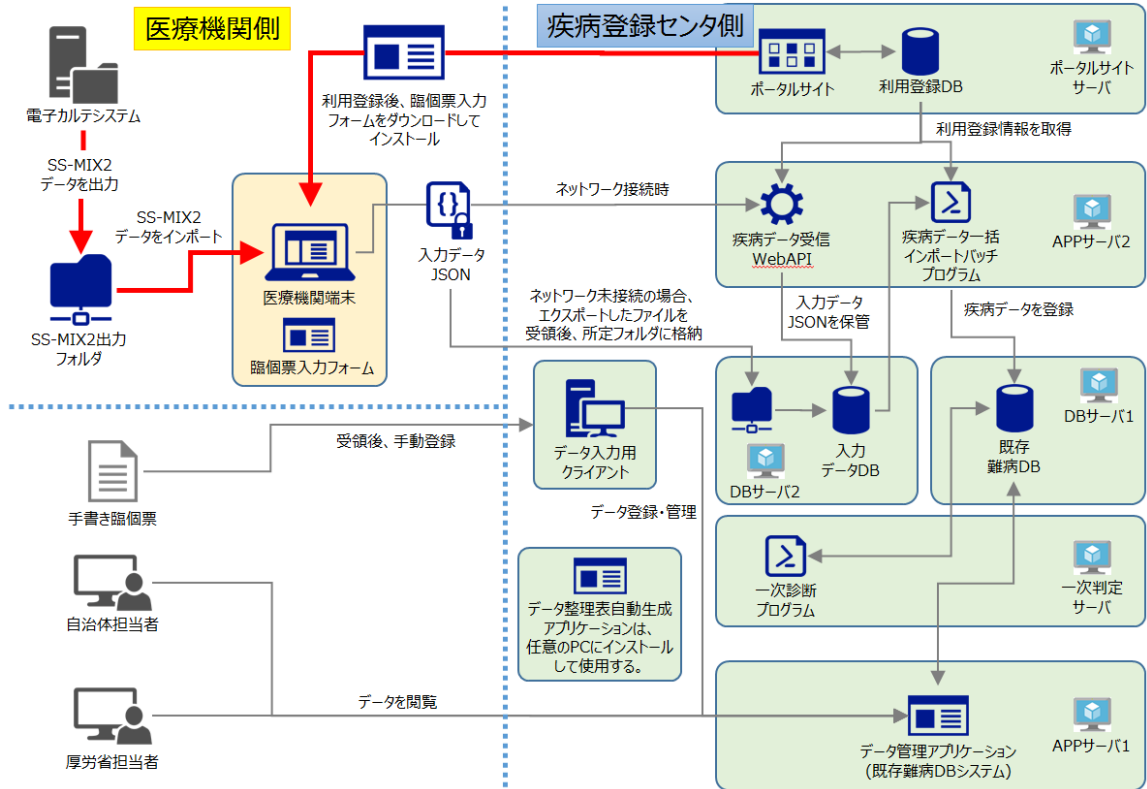 医療機関側
疾病登録センタ側
電子カルテシステム
SS-MIX2
データを出力
SS-MIX2
データをインポート
SS-MIX2出力
フォルダ
利用登録後、臨個票入力
フォームをダウンロードして
インストール
医療機関端末
臨個票入力フォーム
{}
入力データ
JSON
ポータルサイト
利用登録DB
ポータルサイト
サーバ
利用登録情報を取得
ネットワーク接続時
疾病データ受信
WebAPI
疾病データ一括
インポートバッチ
プログラム
APPサーバ2
ネットワーク未接続の場合、
エクスポートしたファイルを
受領後、所定フォルダに格納
入力データ
JSONを保管
疾病データを登録
DBサーバ2
入力
データDB
DBサーバ1
既存
難病DB
受領後、手動登録
データ入力用
クライアント
手書き臨個票
データ登録・管理
自治体担当者
データ整理表自動生成
アプリケーションは、
任意のPCにインストール
して使用する。
一次診断
プログラム
一次判定
サーバ
厚労省担当者
データを閲覧
データ管理アプリケーション
(既存難病DBシステム)
APPサーバ1